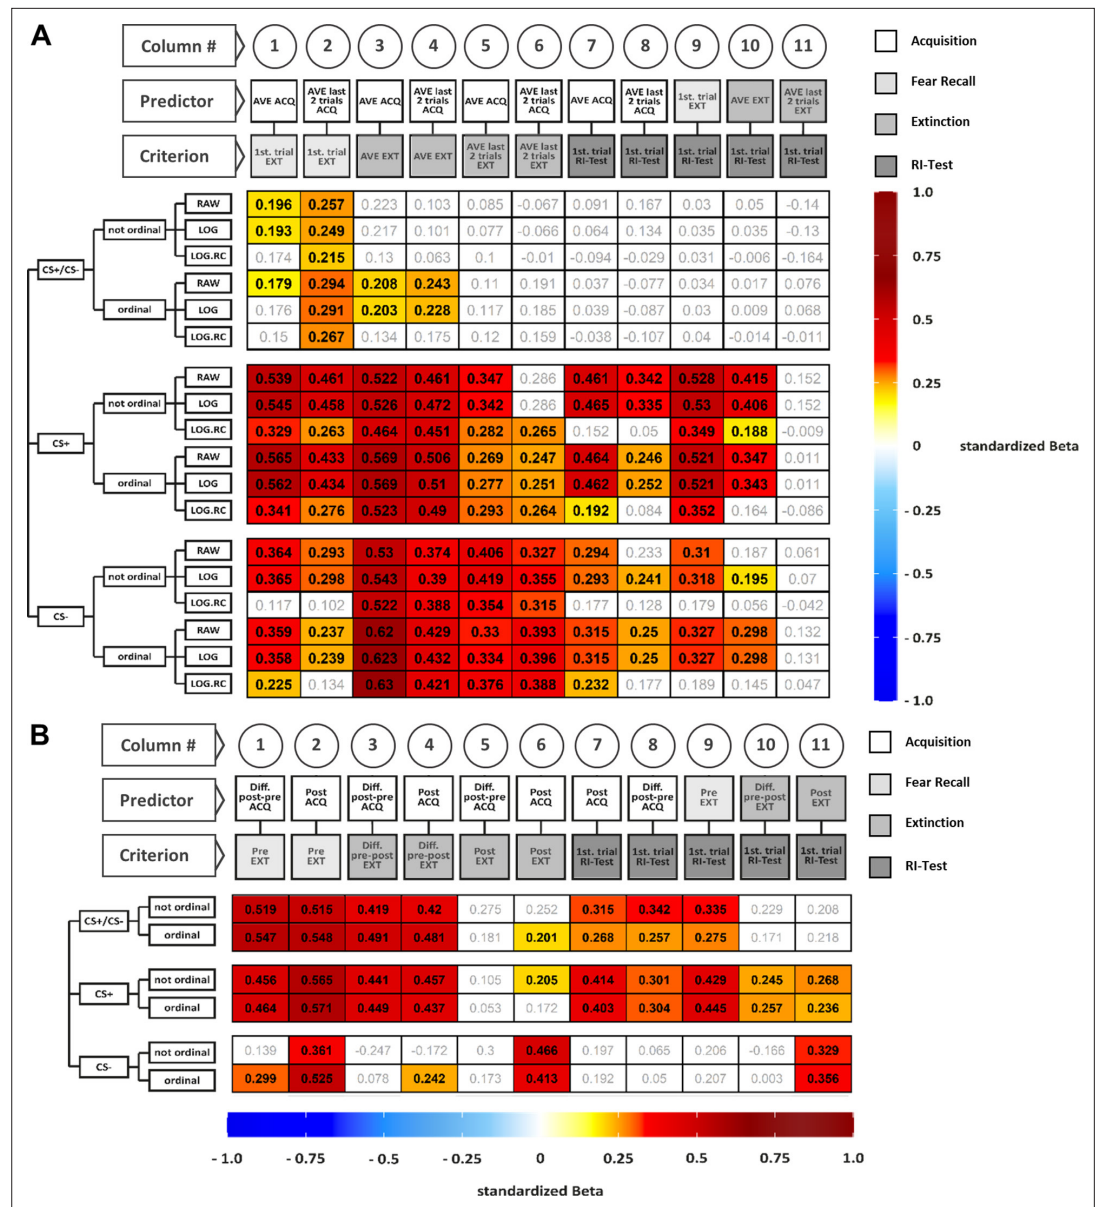 A
Column # 1 2 3 4 5 6 7 8 9 10 11
Predictor
AVE ACQ
AVE last 2 trials ACQ
AVE ACQ
AVE last 2 trials ACQ
AVE ACQ
AVE last 2 trials ACQ
AVE ACQ
AVE last 2 trials ACQ
1st. trial EXT
AVE EXT
AVE last 2 trials EXT
Criterion
1st. trial EXT
1st. trial EXT
AVE EXT
AVE EXT
AVE last 2 trials EXT
AVE last 2 trials EXT
1st. trial RI-Test
1st. trial RI-Test
1st. trial RI-Test
1st. trial RI-Test
1st. trial RI-Test
Acquisition
Fear Recall
Extinction
RI-Test
CS+/CS-
not ordinal
RAW 0.196 0.257 0.223 0.103 0.085 -0.067 0.091 0.167 0.03 0.05 -0.14
LOG 0.193 0.249 0.217 0.101 0.077 -0.066 0.064 0.134 0.035 0.035 -0.13
LOG.RC 0.174 0.215 0.13 0.063 0.1 -0.01 -0.094 -0.029 0.031 -0.006 -0.164
ordinal
RAW 0.179 0.294 0.208 0.243 0.11 0.191 0.037 -0.077 0.034 0.017 0.076
LOG 0.176 0.291 0.203 0.228 0.117 0.185 0.039 -0.087 0.03 0.009 0.068
LOG.RC 0.15 0.267 0.134 0.175 0.12 0.159 -0.038 -0.107 0.04 -0.014 -0.011
CS+
not ordinal
RAW 0.539 0.461 0.522 0.461 0.347 0.286 0.461 0.342 0.528 0.415 0.152
LOG 0.545 0.458 0.526 0.472 0.342 0.286 0.465 0.335 0.53 0.406 0.152
LOG.RC 0.329 0.263 0.464 0.451 0.282 0.265 0.152 0.05 0.349 0.188 -0.009
ordinal
RAW 0.565 0.433 0.569 0.506 0.269 0.247 0.464 0.246 0.521 0.347 0.011
LOG 0.562 0.434 0.569 0.51 0.277 0.251 0.462 0.252 0.521 0.343 0.011
LOG.RC 0.341 0.276 0.523 0.49 0.293 0.264 0.192 0.084 0.352 0.164 -0.086
CS-
not ordinal
RAW 0.364 0.293 0.53 0.374 0.406 0.327 0.294 0.233 0.31 0.187 0.061
LOG 0.365 0.298 0.543 0.39 0.419 0.355 0.293 0.241 0.318 0.195 0.07
LOG.RC 0.117 0.102 0.522 0.388 0.354 0.315 0.177 0.128 0.179 0.056 -0.042
ordinal
RAW 0.359 0.237 0.62 0.429 0.33 0.393 0.315 0.25 0.327 0.298 0.132
LOG 0.358 0.239 0.623 0.432 0.334 0.396 0.315 0.25 0.327 0.298 0.131
LOG.RC 0.225 0.134 0.63 0.421 0.376 0.388 0.232 0.177 0.189 0.145 0.047
1.0
0.75
0.50
0.25
0
- 0.25
- 0.5
- 0.75
- 1.0
standardized Beta
B
Column # 1 2 3 4 5 6 7 8 9 10 11
Predictor
Diff. post-pre ACQ
Post ACQ
Diff. post-pre ACQ
Post ACQ
Diff. post-pre ACQ
Post ACQ
Post ACQ
Diff. post-pre ACQ
Pre EXT
Diff. pre-post EXT
Post EXT
Criterion
Pre EXT
Pre EXT
Diff. pre-post EXT
Diff. pre-post EXT
Post EXT
Post EXT
1st. trial RI-Test
1st. trial RI-Test
1st. trial RI-Test
1st. trial RI-Test
1st. trial RI-Test
Acquisition
Fear Recall
Extinction
RI-Test
CS+/CS-
not ordinal 0.519 0.515 0.419 0.42 0.275 0.252 0.315 0.342 0.335 0.229 0.208
ordinal 0.547 0.548 0.491 0.481 0.181 0.201 0.268 0.257 0.275 0.171 0.218
CS+
not ordinal 0.456 0.565 0.441 0.457 0.105 0.205 0.414 0.301 0.429 0.245 0.268
ordinal 0.464 0.571 0.449 0.437 0.053 0.172 0.403 0.304 0.445 0.257 0.236
CS-
not ordinal 0.139 0.361 -0.247 -0.172 0.3 0.466 0.197 0.065 0.206 -0.166 0.329
ordinal 0.299 0.525 0.078 0.242 0.173 0.413 0.192 0.05 0.207 0.003 0.356
- 1.0 - 0.75 - 0.5 - 0.25 0 0.25 0.5 0.75 1.0
standardized Beta